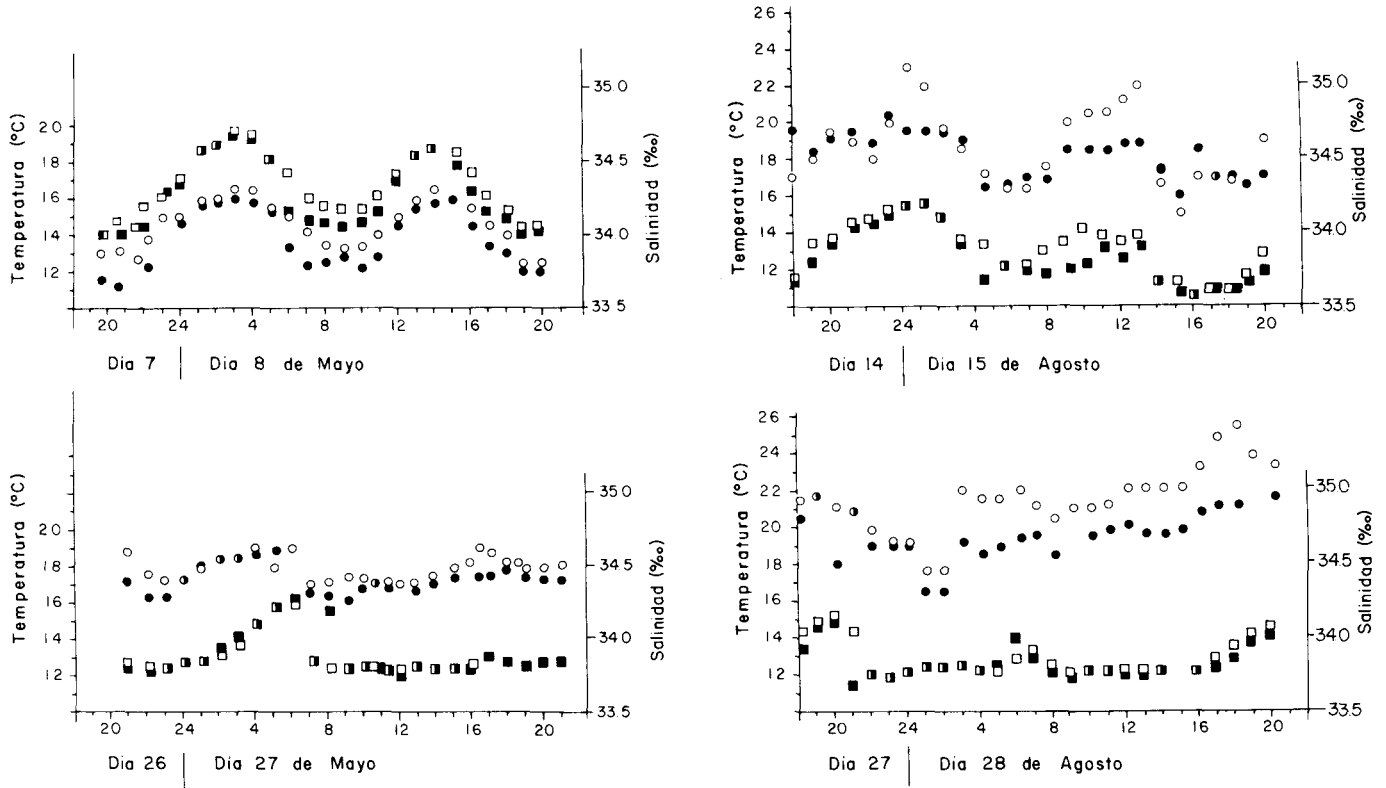 Temperatura (°C)
20
18
16
14
12
35.0
34.5
34.0
33.5
Salinidad (‰)
20 24 4 8 12 16 20
Dia 7 Dia 8 de Mayo
Temperatura (°C)
26
24
22
20
18
16
14
12
35.0
34.5
34.0
33.5
Salinidad (‰)
20 24 4 8 12 16 20
Dia 14 Dia 15 de Agosto
Temperatura (°C)
20
18
16
14
12
35.0
34.5
34.0
33.5
Salinidad (‰)
20 24 4 8 12 16 20
Dia 26 Dia 27 de Mayo
Temperatura (°C)
26
24
22
20
18
16
14
12
35.0
34.5
34.0
33.5
Salinidad (‰)
20 24 4 8 12 16 20
Dia 27 Dia 28 de Agosto